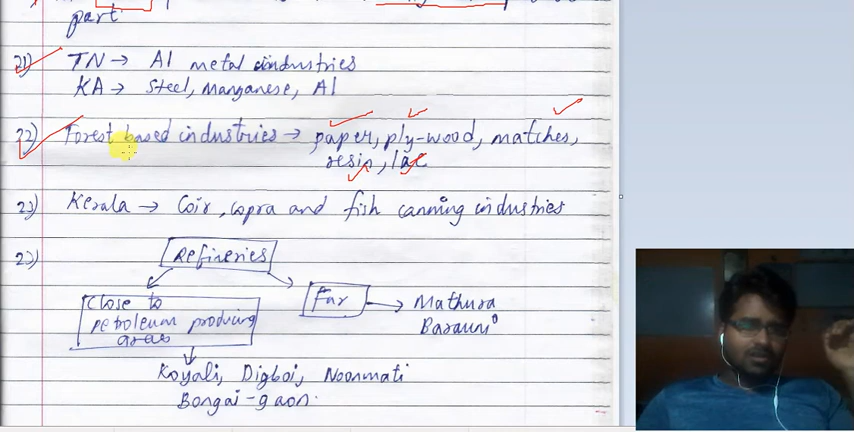 part
21) TN → Al metal industries
KA → steel, Manganese, Al
22) Forest based industries → paper, ply-wood, matches,
resin, lac
23) Kerala → Coir, copra and fish canning industries
23) Refineries
Close to
petroleum producing
areas
Far → Mathura
Barauni
Koyali, Digboi, Noonmati
Bongai-gaon.